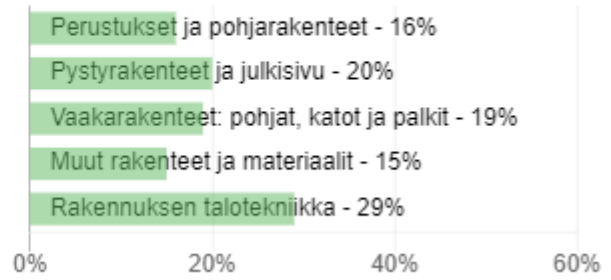 Perustukset ja pohjarakenteet - 16%
Pystyrakenteet ja julkisivu - 20%
Vaakarakenteet: pohjat, katot ja palkit - 19%
Muut rakenteet ja materiaalit - 15%
Rakennuksen talotekniikka - 29%
0% 20% 40% 60%